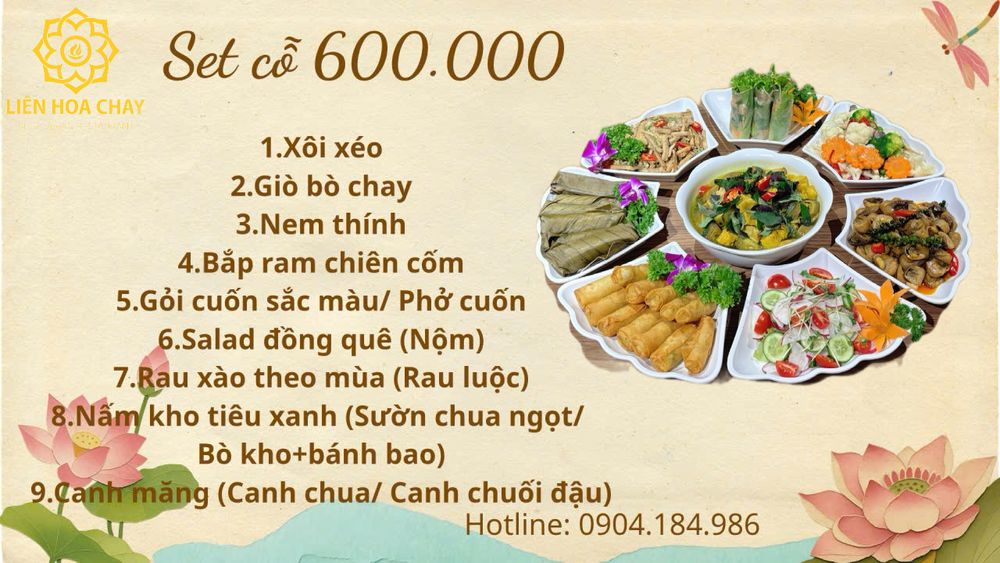 LIÊN HOA CHAY
Set cỗ 600.000
1.Xôi xéo
2.Giò bò chay
3.Nem thính
4.Bắp ram chiên cốm
5.Gỏi cuốn sắc màu/ Phở cuốn
6.Salad đồng quê (Nộm)
7.Rau xào theo mùa (Rau luộc)
8.Nấm kho tiêu xanh (Sườn chua ngọt/
Bò kho+bánh bao)
9.Canh măng (Canh chua/ Canh chuối đậu)
Hotline: 0904.184.986